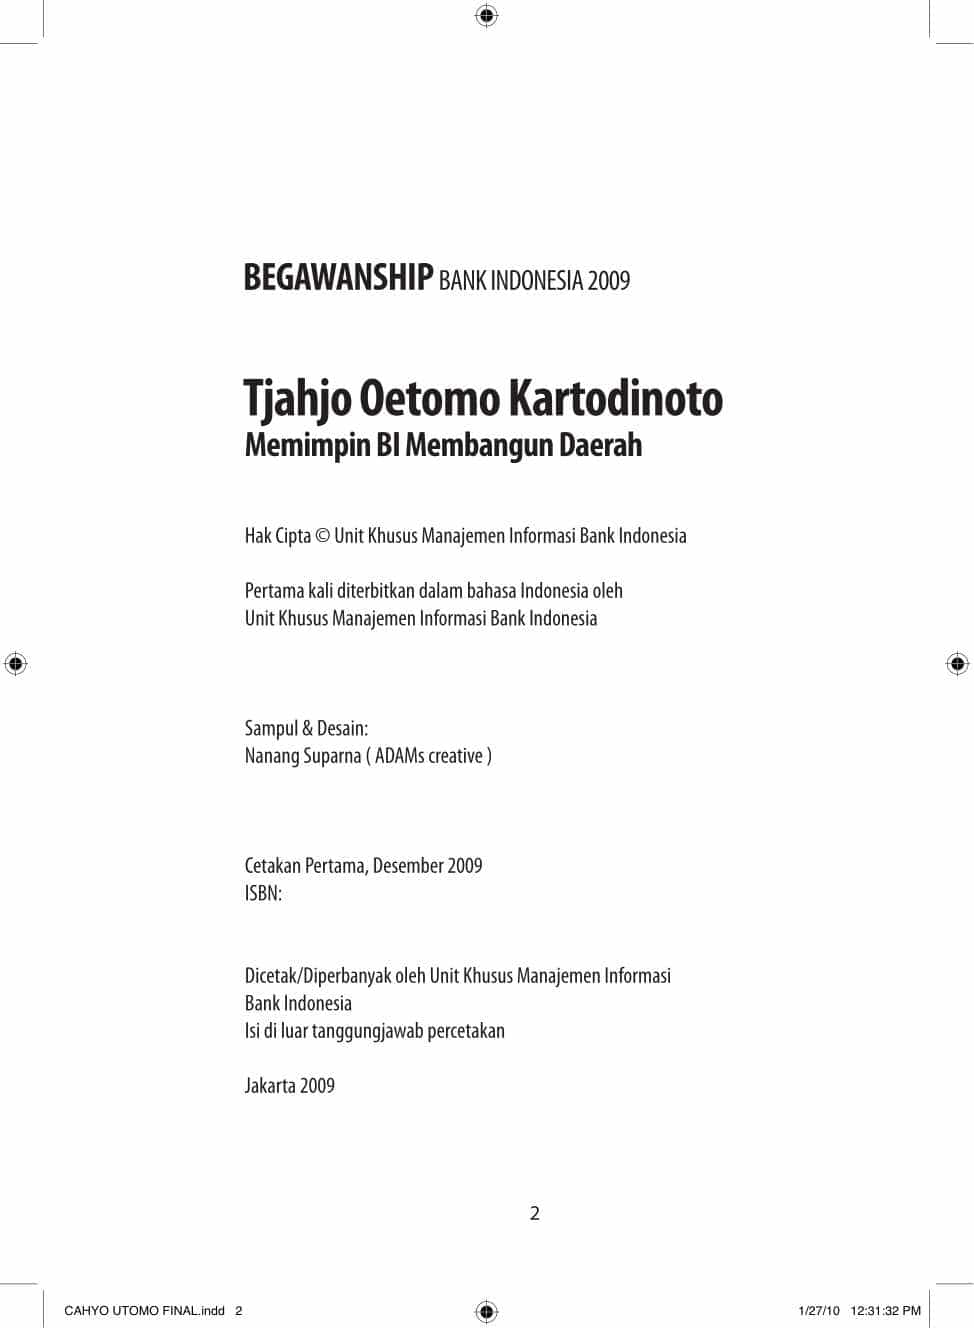 BEGAWANSHIP BANK INDONESIA 2009
Tjahjo Oetomo Kartodinoto
Memimpin BI Membangun Daerah
Hak Cipta © Unit Khusus Manajemen Informasi Bank Indonesia
Pertama kali diterbitkan dalam bahasa Indonesia oleh
Unit Khusus Manajemen Informasi Bank Indonesia
Sampul & Desain:
Nanang Suparna ( ADAMs creative )
Cetakan Pertama, Desember 2009
ISBN:
Dicetak/Diperbanyak oleh Unit Khusus Manajemen Informasi
Bank Indonesia
Isi di luar tanggungjawab percetakan
Jakarta 2009
2
CAHYO UTOMO FINAL.indd 2 1/27/10 12:31:32 PM